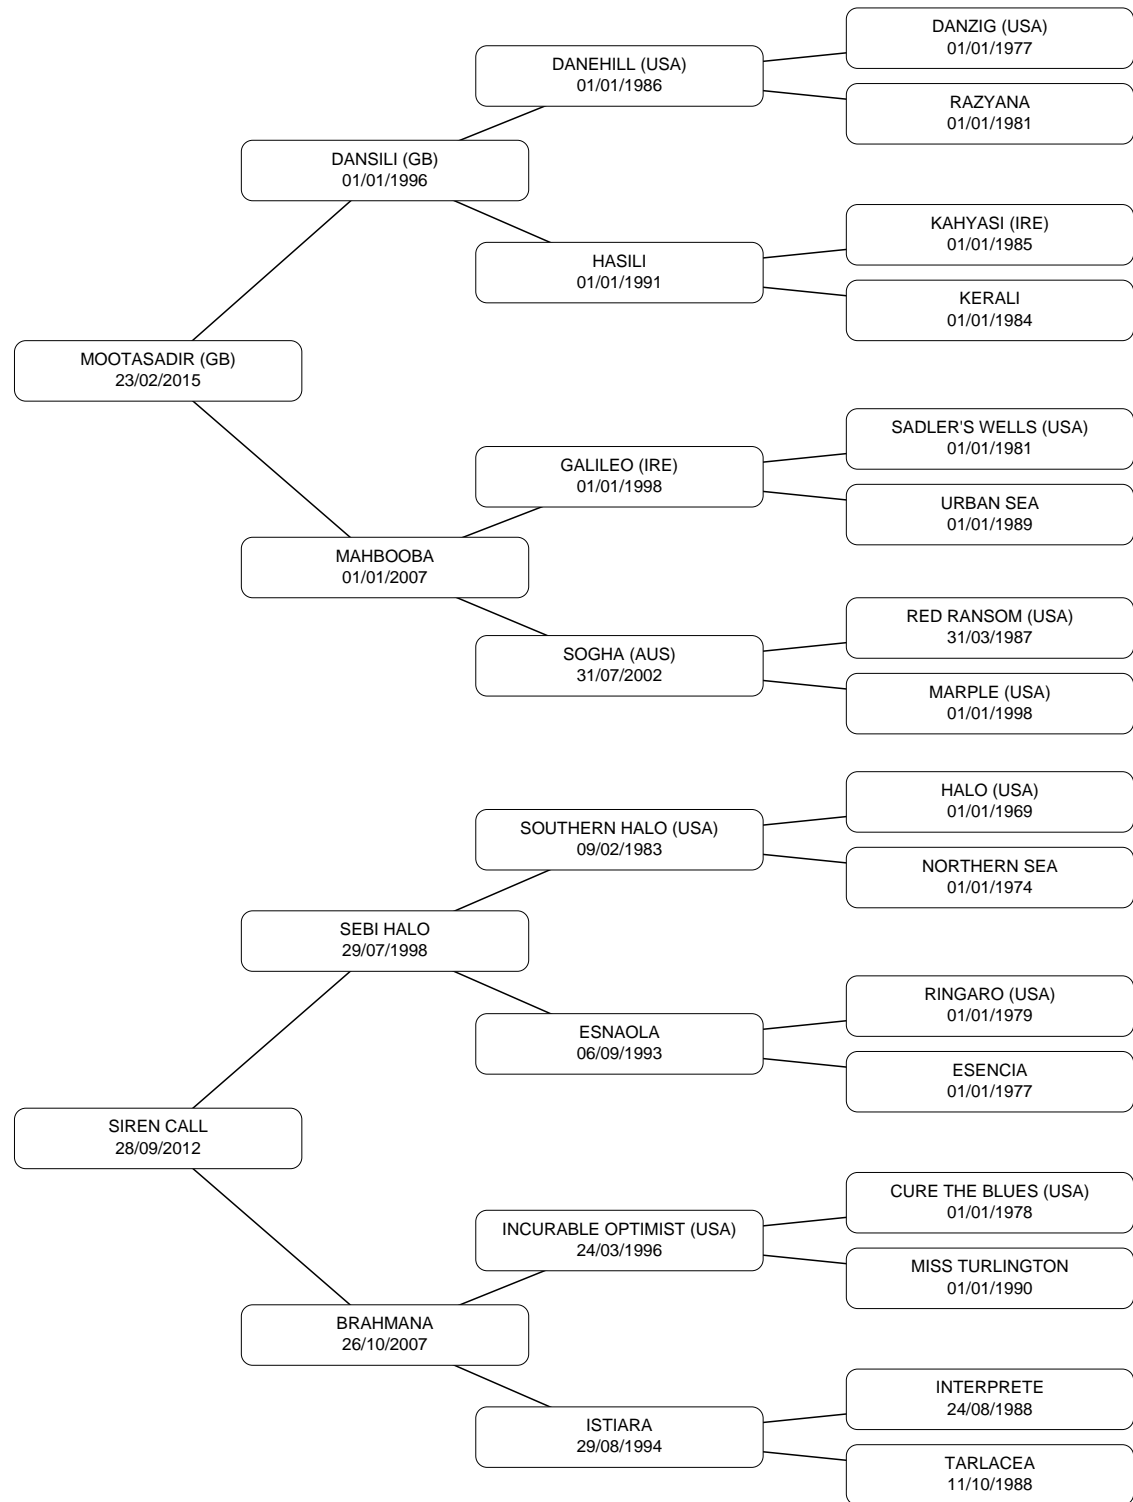 DANZIG (USA)
01/01/1977
DANEHILL (USA)
01/01/1986
RAZYANA
01/01/1981
DANSILI (GB)
01/01/1996
KAHYASI (IRE)
01/01/1985
HASILI
01/01/1991
KERALI
01/01/1984
MOOTASADIR (GB)
23/02/2015
SADLER'S WELLS (USA)
01/01/1981
GALILEO (IRE)
01/01/1998
URBAN SEA
01/01/1989
MAHBOOBA
01/01/2007
RED RANSOM (USA)
31/03/1987
SOGHA (AUS)
31/07/2002
MARPLE (USA)
01/01/1998
HALO (USA)
01/01/1969
SOUTHERN HALO (USA)
09/02/1983
NORTHERN SEA
01/01/1974
SEBI HALO
29/07/1998
RINGARO (USA)
01/01/1979
ESNAOLA
06/09/1993
ESENCIA
01/01/1977
SIREN CALL
28/09/2012
CURE THE BLUES (USA)
01/01/1978
INCURABLE OPTIMIST (USA)
24/03/1996
MISS TURLINGTON
01/01/1990
BRAHMANA
26/10/2007
INTERPRETE
24/08/1988
ISTIARA
29/08/1994
TARLACEA
11/10/1988